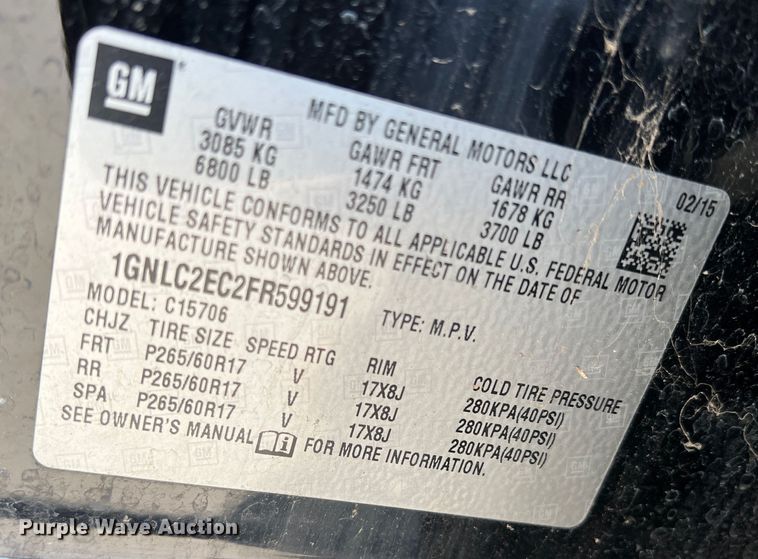 GM
MFD BY GENERAL MOTORS LLC 02/15
GVWR GAWR FRT GAWR RR
3085 KG 1474 KG 1678 KG
6800 LB 3250 LB 3700 LB
THIS VEHICLE CONFORMS TO ALL APPLICABLE U.S. FEDERAL MOTOR
VEHICLE SAFETY STANDARDS IN EFFECT ON THE DATE OF
MANUFACTURE SHOWN ABOVE.
1GNLC2EC2FR599191 TYPE: M.P.V.
MODEL: C15706
CHJZ TIRE SIZE SPEED RTG RIM COLD TIRE PRESSURE
FRT P265/60R17 V 17X8J 280KPA(40PSI)
RR P265/60R17 V 17X8J 280KPA(40PSI)
SPA P265/60R17 V 17X8J 280KPA(40PSI)
SEE OWNER'S MANUAL i FOR MORE INFORMATION.
Purple Wave Auction